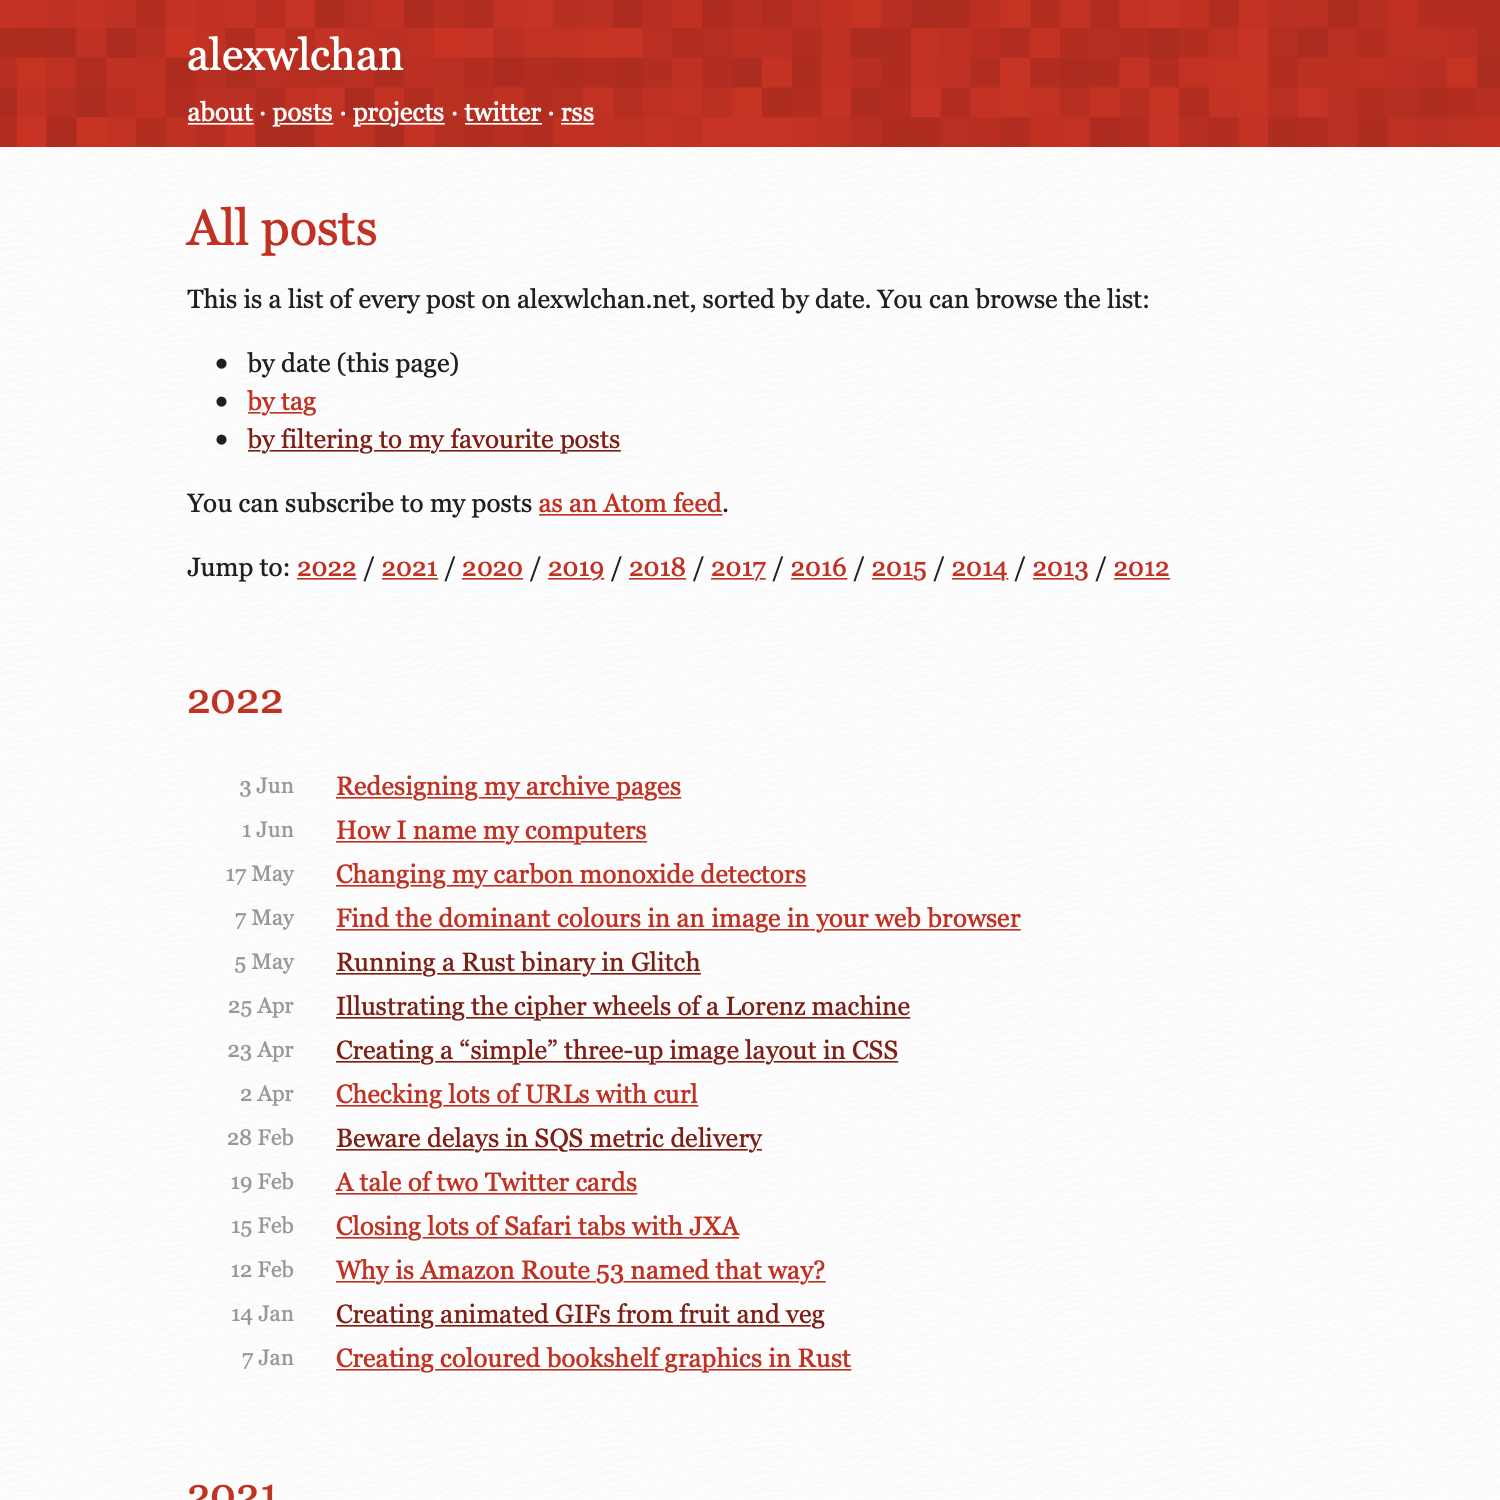 alexwlchan
about · posts · projects · twitter · rss
All posts
This is a list of every post on alexwlchan.net, sorted by date. You can browse the list:
• by date (this page)
• by tag
• by filtering to my favourite posts
You can subscribe to my posts as an Atom feed.
Jump to: 2022 / 2021 / 2020 / 2019 / 2018 / 2017 / 2016 / 2015 / 2014 / 2013 / 2012
2022
3 Jun Redesigning my archive pages
1 Jun How I name my computers
17 May Changing my carbon monoxide detectors
7 May Find the dominant colours in an image in your web browser
5 May Running a Rust binary in Glitch
25 Apr Illustrating the cipher wheels of a Lorenz machine
23 Apr Creating a “simple” three-up image layout in CSS
2 Apr Checking lots of URLs with curl
28 Feb Beware delays in SQS metric delivery
19 Feb A tale of two Twitter cards
15 Feb Closing lots of Safari tabs with JXA
12 Feb Why is Amazon Route 53 named that way?
14 Jan Creating animated GIFs from fruit and veg
7 Jan Creating coloured bookshelf graphics in Rust
2021